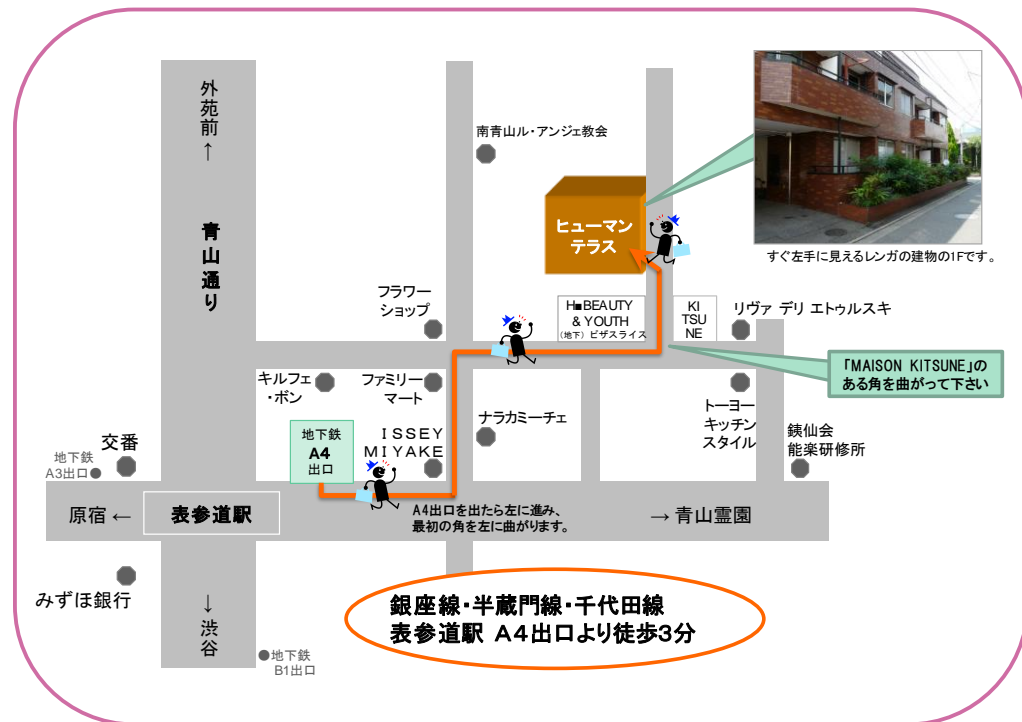 外苑前
↑
青山通り
南青山ル・アンジェ教会
ヒューマン
テラス
すぐ左手に見えるレンガの建物の1Fです。
フラワー
ショップ
H■BEAUTY
& YOUTH
(地下) ピザスライス
KI
TSU
NE
リヴァ デリ エトゥルスキ
「MAISON KITSUNE」の
ある角を曲がって下さい
キルフェ
・ボン
ファミリー
マート
ナラカミーチェ
トーヨー
キッチン
スタイル
銕仙会
能楽研修所
交番
地下鉄
A3出口●
地下鉄
A4
出口
ISSEY
MIYAKE
原宿 ←
表参道駅
A4出口を出たら左に進み、
最初の角を左に曲がります。
→ 青山霊園
みずほ銀行
↓
渋谷
●地下鉄
B1出口
銀座線・半蔵門線・千代田線
表参道駅 A4出口より徒歩3分